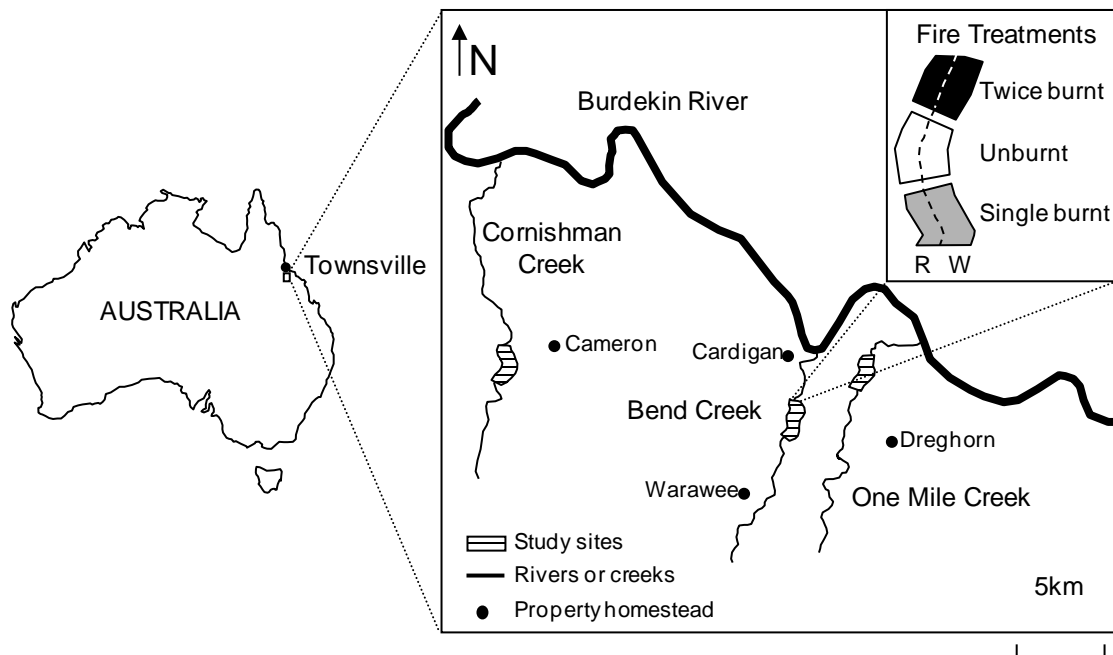 AUSTRALIA
Townsville
N
Burdekin River
Cornishman
Creek
Cameron
Cardigan
Bend Creek
Dreghorn
Warawee
One Mile Creek
Study sites
Rivers or creeks
Property homestead
5km
Fire Treatments
Twice burnt
Unburnt
Single burnt
R W